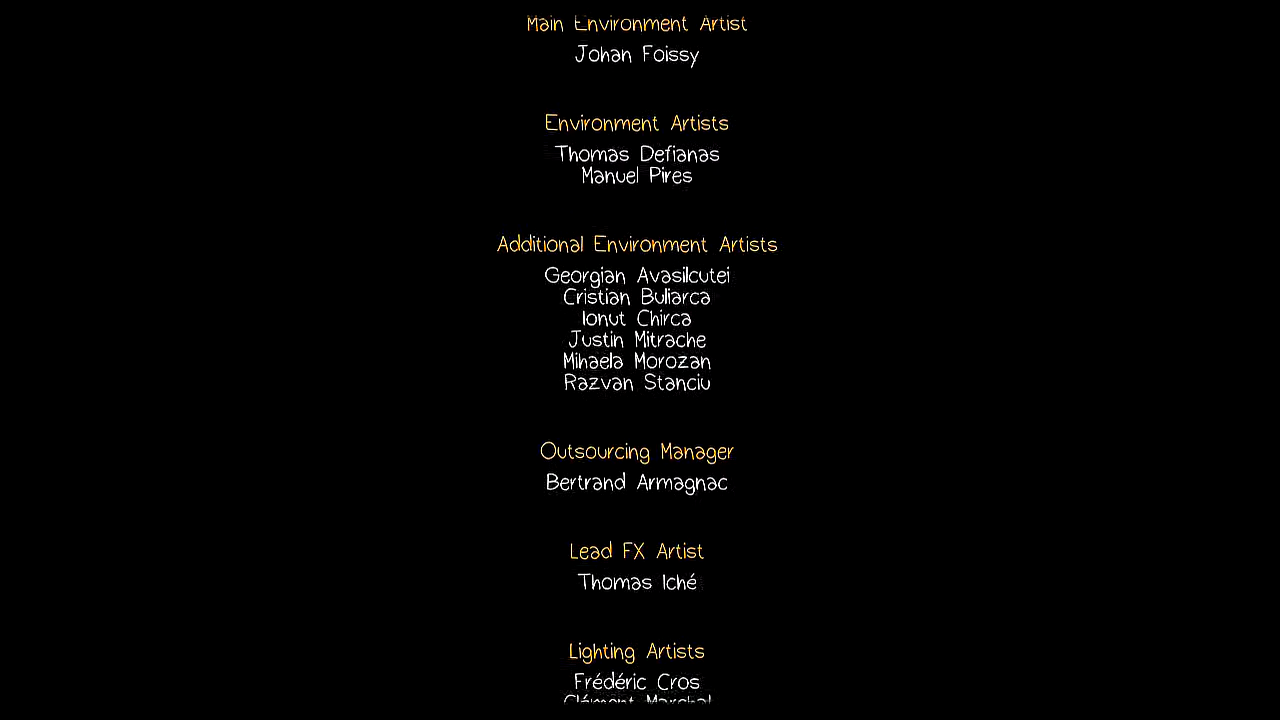 Main Environment Artist
Johan Foissy
Environment Artists
Thomas Defianas
Manuel Pires
Additional Environment Artists
Georgian Avasilcutei
Cristian Buliarca
Ionut Chirca
Justin Mitrache
Mihaela Morozan
Razvan Stanciu
Outsourcing Manager
Bertrand Armagnac
Lead FX Artist
Thomas Iché
Lighting Artists
Frédéric Cros
Clément Marchal